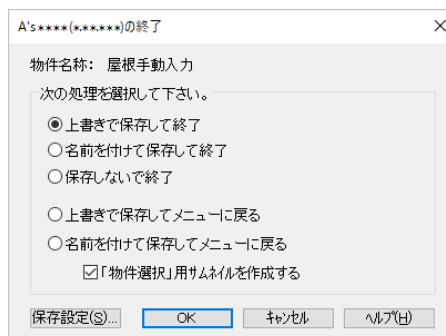 A's****(*.**.***)の終了
物件名称： 屋根手動入力
次の処理を選択して下さい。
上書きで保存して終了
名前を付けて保存して終了
保存しないで終了
上書きで保存してメニューに戻る
名前を付けて保存してメニューに戻る
「物件選択」用サムネイルを作成する
保存設定(S)... OK ｷｬﾝｾﾙ ﾍﾙﾌﾟ(H)